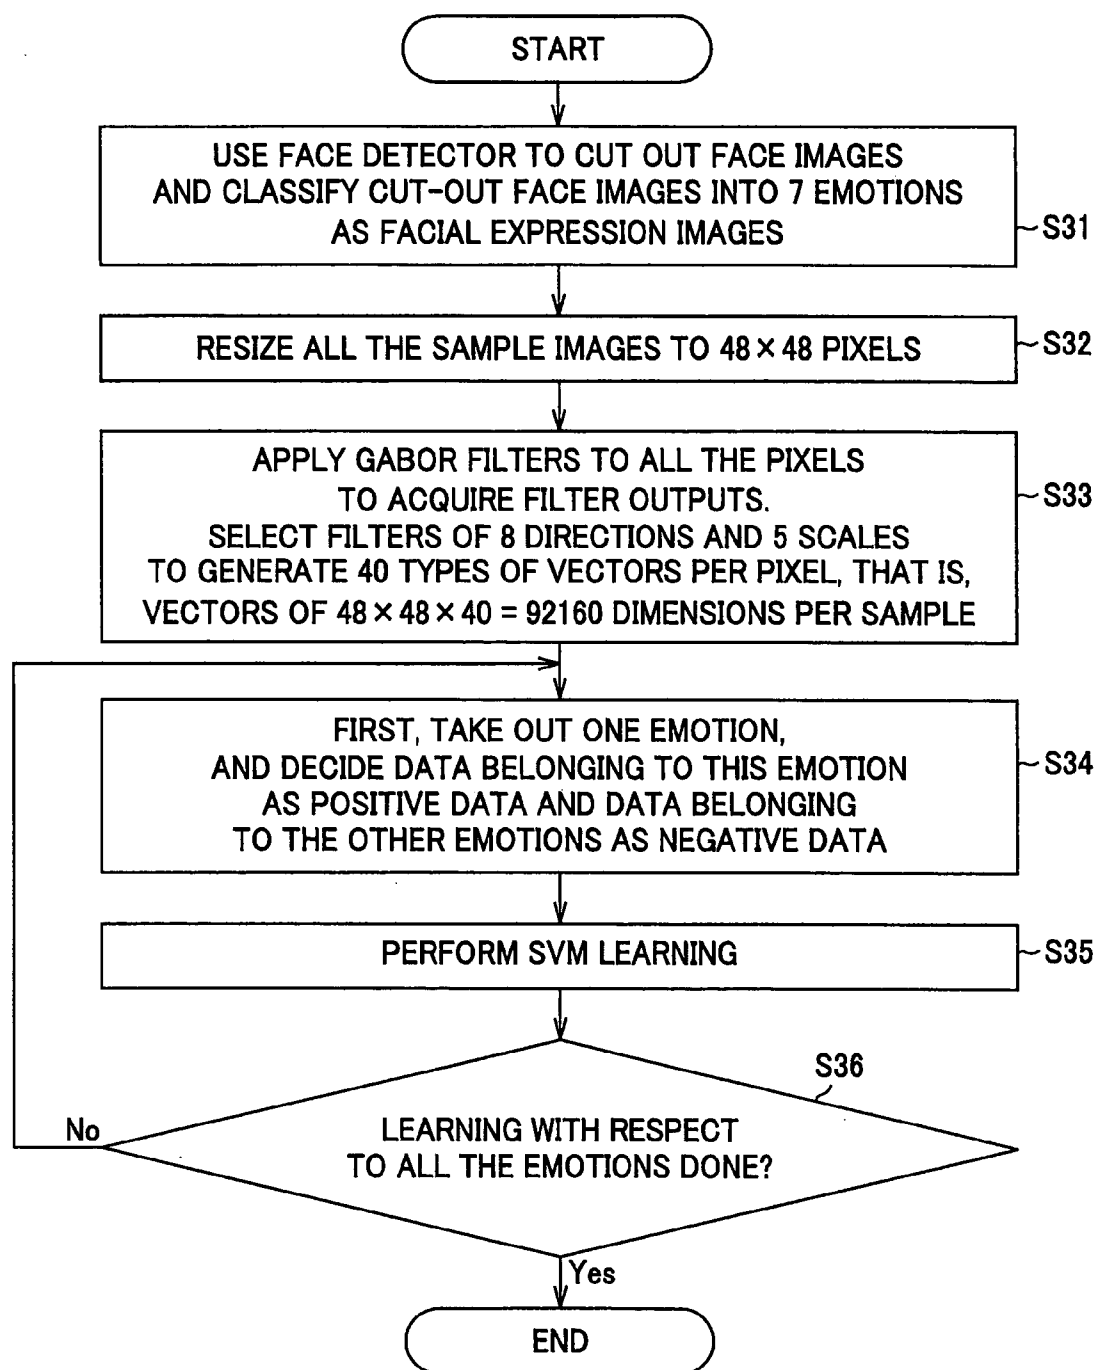 START
USE FACE DETECTOR TO CUT OUT FACE IMAGES
AND CLASSIFY CUT-OUT FACE IMAGES INTO 7 EMOTIONS
AS FACIAL EXPRESSION IMAGES
S31
RESIZE ALL THE SAMPLE IMAGES TO 48 × 48 PIXELS
S32
APPLY GABOR FILTERS TO ALL THE PIXELS
TO ACQUIRE FILTER OUTPUTS.
SELECT FILTERS OF 8 DIRECTIONS AND 5 SCALES
TO GENERATE 40 TYPES OF VECTORS PER PIXEL, THAT IS,
VECTORS OF 48 × 48 × 40 = 92160 DIMENSIONS PER SAMPLE
S33
FIRST, TAKE OUT ONE EMOTION,
AND DECIDE DATA BELONGING TO THIS EMOTION
AS POSITIVE DATA AND DATA BELONGING
TO THE OTHER EMOTIONS AS NEGATIVE DATA
S34
PERFORM SVM LEARNING
S35
S36
LEARNING WITH RESPECT
TO ALL THE EMOTIONS DONE?
No
Yes
END